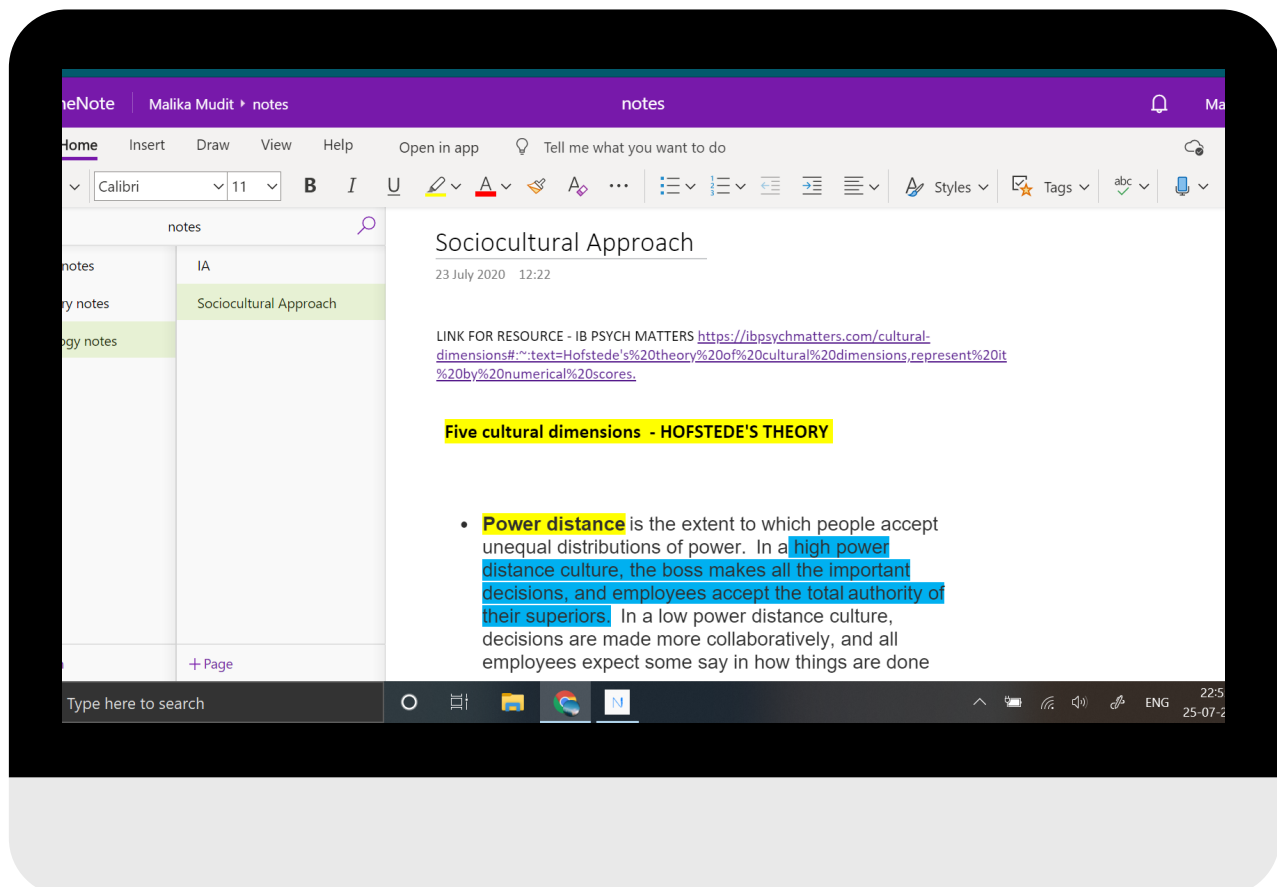 neNote Malika Mudit ▸ notes notes Ma
Home Insert Draw View Help Open in app Tell me what you want to do
Calibri 11 B I U A A ... Styles Tags abc
notes
notes
ry notes
ogy notes
IA
Sociocultural Approach
+ Page
Sociocultural Approach
23 July 2020 12:22
LINK FOR RESOURCE - IB PSYCH MATTERS https://ibpsychmatters.com/cultural-
dimensions#:~:text=Hofstede's%20theory%20of%20cultural%20dimensions,represent%20it
%20by%20numerical%20scores.
Five cultural dimensions - HOFSTEDE'S THEORY
• Power distance is the extent to which people accept
unequal distributions of power. In a high power
distance culture, the boss makes all the important
decisions, and employees accept the total authority of
their superiors. In a low power distance culture,
decisions are made more collaboratively, and all
employees expect some say in how things are done
Type here to search N ENG 22:5
25-07-2